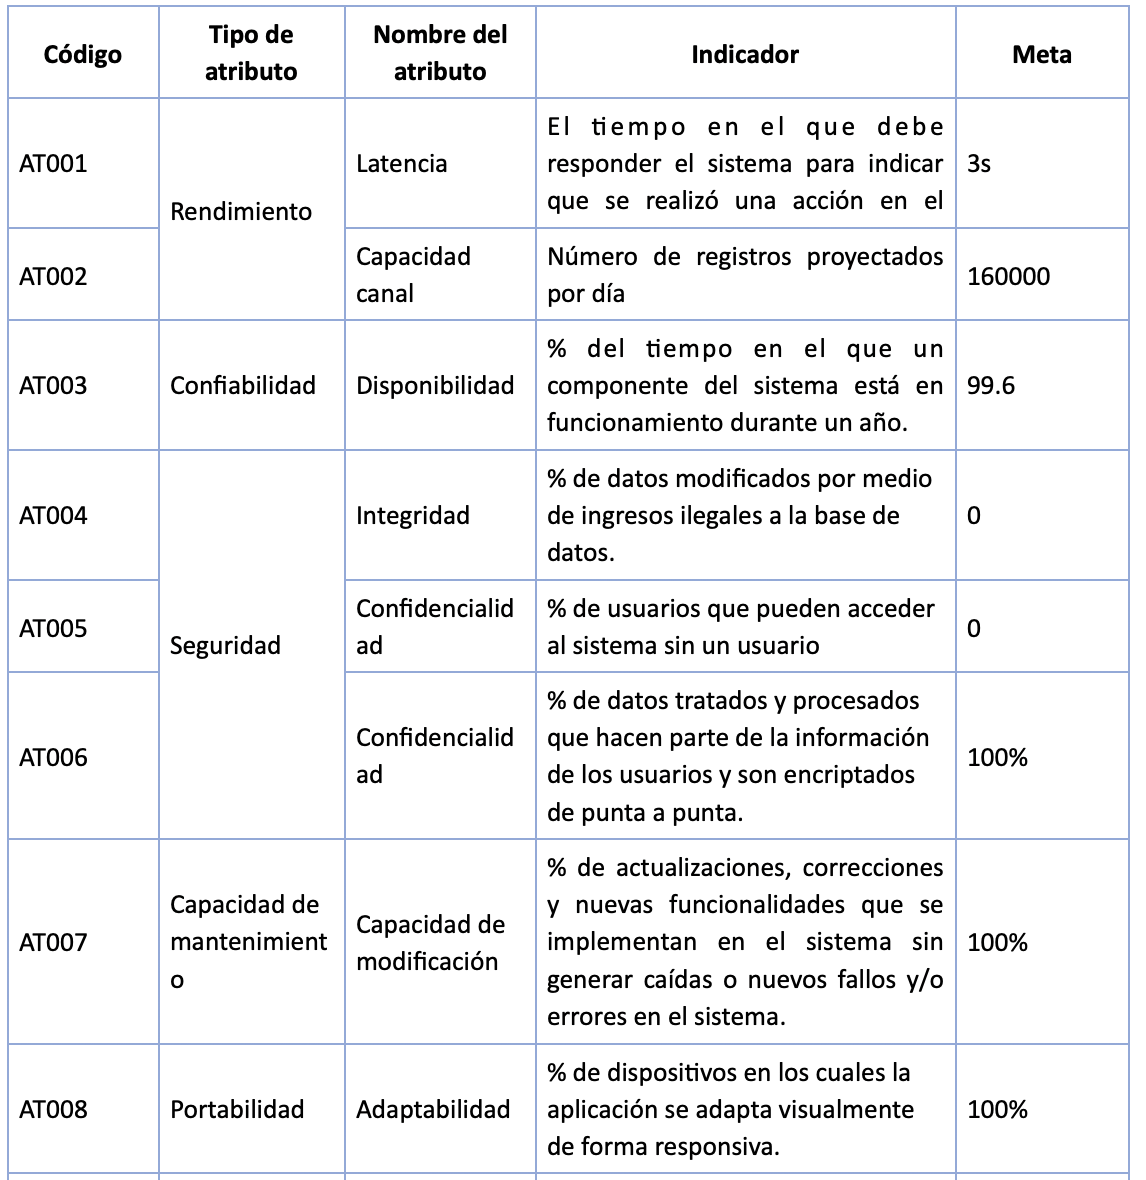 Código
Tipo de
atributo
Nombre del
atributo
Indicador
Meta
AT001
Rendimiento
Latencia
El tiempo en el que debe
responder el sistema para indicar
que se realizó una acción en el
3s
AT002
Capacidad
canal
Número de registros proyectados
por día
160000
AT003
Confiabilidad
Disponibilidad
% del tiempo en el que un
componente del sistema está en
funcionamiento durante un año.
99.6
AT004
Seguridad
Integridad
% de datos modificados por medio
de ingresos ilegales a la base de
datos.
0
AT005
Confidencialid
ad
% de usuarios que pueden acceder
al sistema sin un usuario
0
AT006
Confidencialid
ad
% de datos tratados y procesados
que hacen parte de la información
de los usuarios y son encriptados
de punta a punta.
100%
AT007
Capacidad de
mantenimient
o
Capacidad de
modificación
% de actualizaciones, correcciones
y nuevas funcionalidades que se
implementan en el sistema sin
generar caídas o nuevos fallos y/o
errores en el sistema.
100%
AT008
Portabilidad
Adaptabilidad
% de dispositivos en los cuales la
aplicación se adapta visualmente
de forma responsiva.
100%